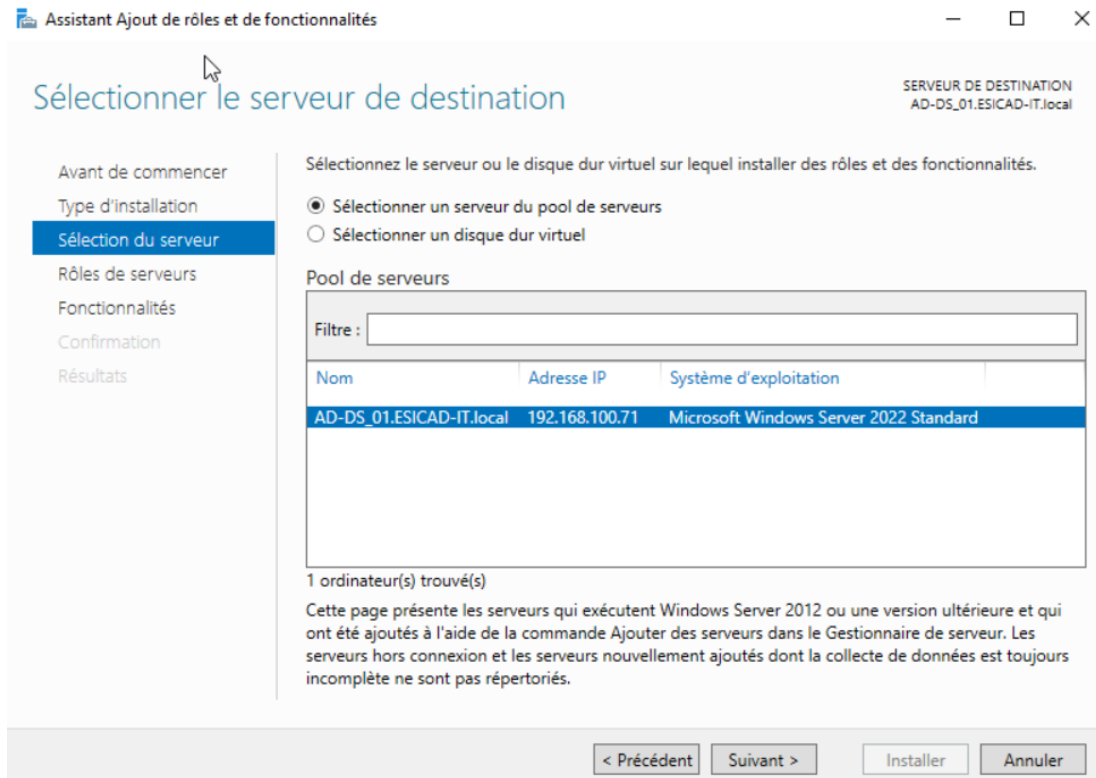 Assistant Ajout de rôles et de fonctionnalités
Sélectionner le serveur de destination
SERVEUR DE DESTINATION
AD-DS_01.ESICAD-IT.local
Avant de commencer
Type d'installation
Sélection du serveur
Rôles de serveurs
Fonctionnalités
Confirmation
Résultats
Sélectionnez le serveur ou le disque dur virtuel sur lequel installer des rôles et des fonctionnalités.
Sélectionner un serveur du pool de serveurs
Sélectionner un disque dur virtuel
Pool de serveurs
Filtre :
Nom Adresse IP Système d'exploitation
AD-DS_01.ESICAD-IT.local 192.168.100.71 Microsoft Windows Server 2022 Standard
1 ordinateur(s) trouvé(s)
Cette page présente les serveurs qui exécutent Windows Server 2012 ou une version ultérieure et qui
ont été ajoutés à l'aide de la commande Ajouter des serveurs dans le Gestionnaire de serveur. Les
serveurs hors connexion et les serveurs nouvellement ajoutés dont la collecte de données est toujours
incomplète ne sont pas répertoriés.
< Précédent Suivant > Installer Annuler